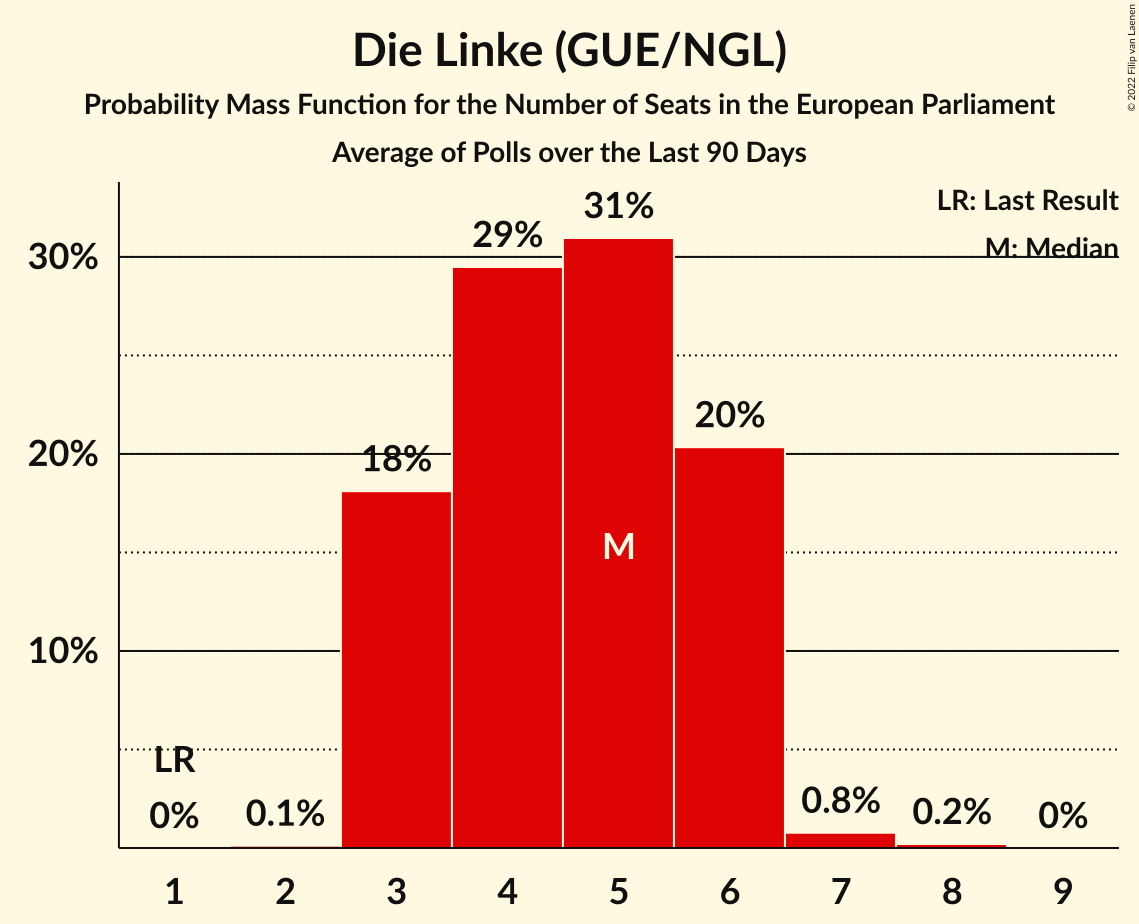 Die Linke (GUE/NGL)
Probability Mass Function for the Number of Seats in the European Parliament
Average of Polls over the Last 90 Days
© 2022 Filip van Laenen
LR: Last Result
M: Median
30%
20%
10%
LR
0%
0.1%
18%
29%
31%
M
20%
0.8%
0.2%
0%
1 2 3 4 5 6 7 8 9